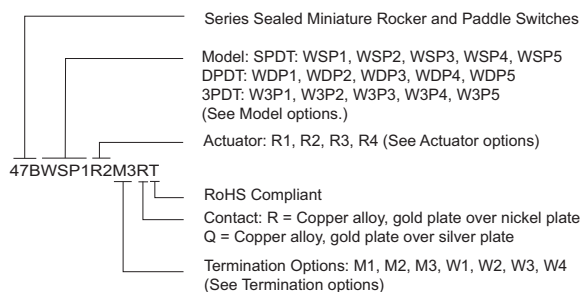 Series Sealed Miniature Rocker and Paddle Switches
Model: SPDT: WSP1, WSP2, WSP3, WSP4, WSP5
DPDT: WDP1, WDP2, WDP3, WDP4, WDP5
3PDT: W3P1, W3P2, W3P3, W3P4, W3P5
(See Model options.)
Actuator: R1, R2, R3, R4 (See Actuator options)
47BWSP1R2M3RT
RoHS Compliant
Contact: R = Copper alloy, gold plate over nickel plate
Q = Copper alloy, gold plate over silver plate
Termination Options: M1, M2, M3, W1, W2, W3, W4
(See Termination options)